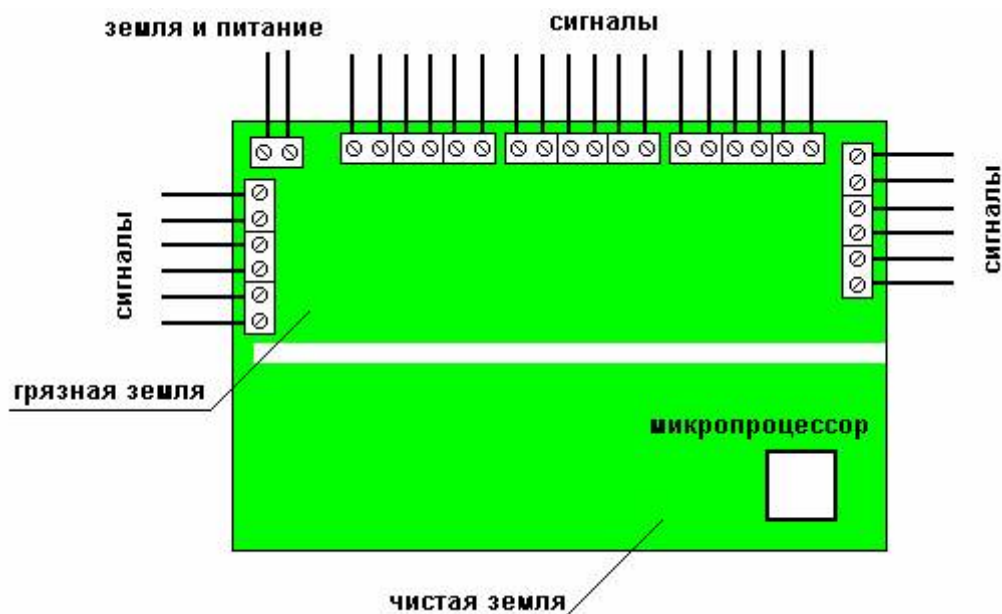 земля и питание
сигналы
сигналы
сигналы
грязная земля
микропроцессор
чистая земля